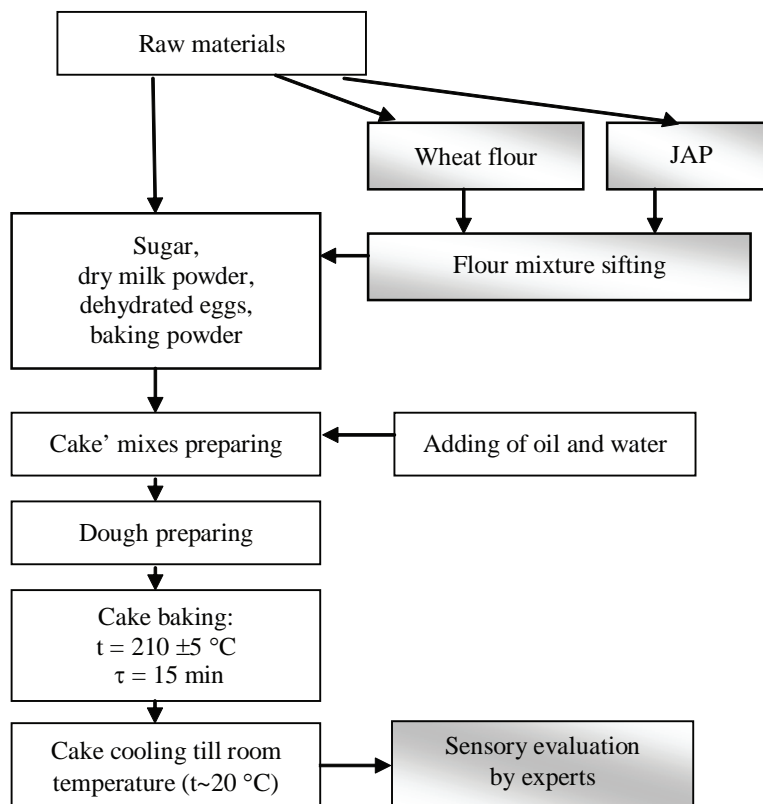 Raw materials
Wheat flour
JAP
Sugar,
dry milk powder,
dehydrated eggs,
baking powder
Flour mixture sifting
Cake’ mixes preparing
Adding of oil and water
Dough preparing
Cake baking:
t = 210 ±5 °C
τ = 15 min
Cake cooling till room
temperature (t~20 °C)
Sensory evaluation
by experts